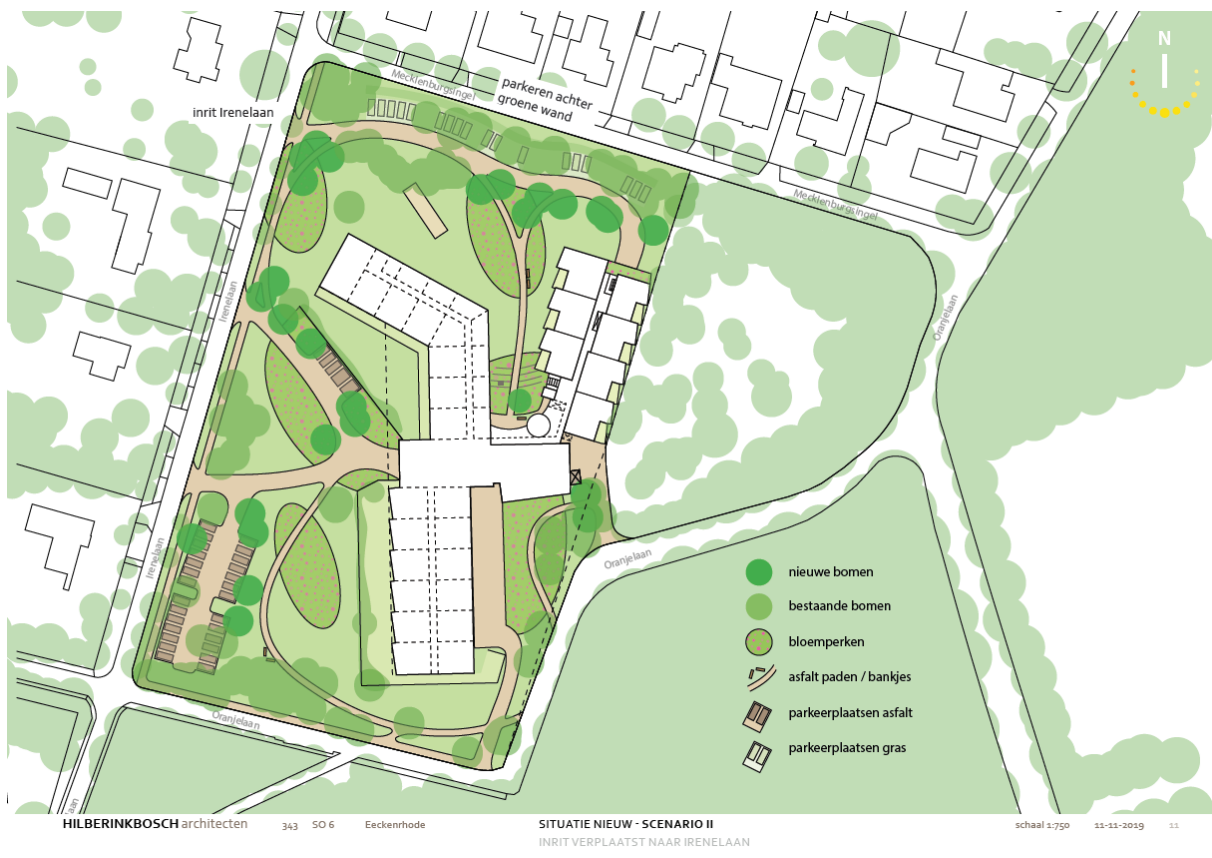 N
Mecklenburgsingel
parkeren achter
groene wand
inrit Irenelaan
Mecklenburgsingel
Irenelaan
Oranjelaan
Irenelaan
Oranjelaan
Oranjelaan
laan
nieuwe bomen
bestaande bomen
bloemperken
asfalt paden / bankjes
parkeerplaatsen asfalt
parkeerplaatsen gras
HILBERINKBOSCH architecten 343 SO 6 Eeckenrhode SITUATIE NIEUW - SCENARIO II schaal 1:750 11-11-2019 11
INRIT VERPLAATST NAAR IRENELAAN